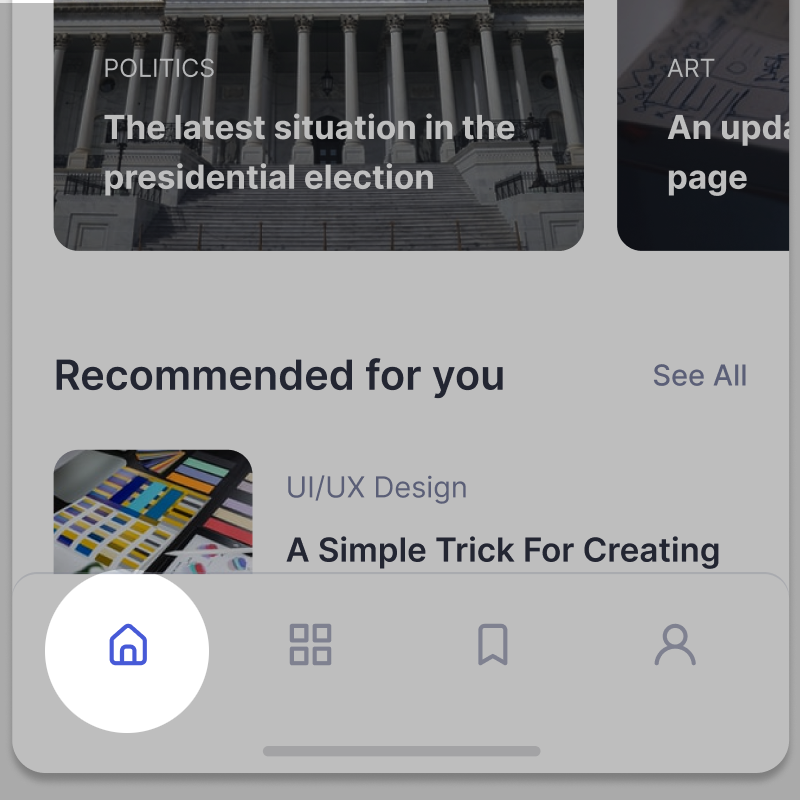 POLITICS
The latest situation in the
presidential election
ART
An upda
page
Recommended for you
See All
UI/UX Design
A Simple Trick For Creating